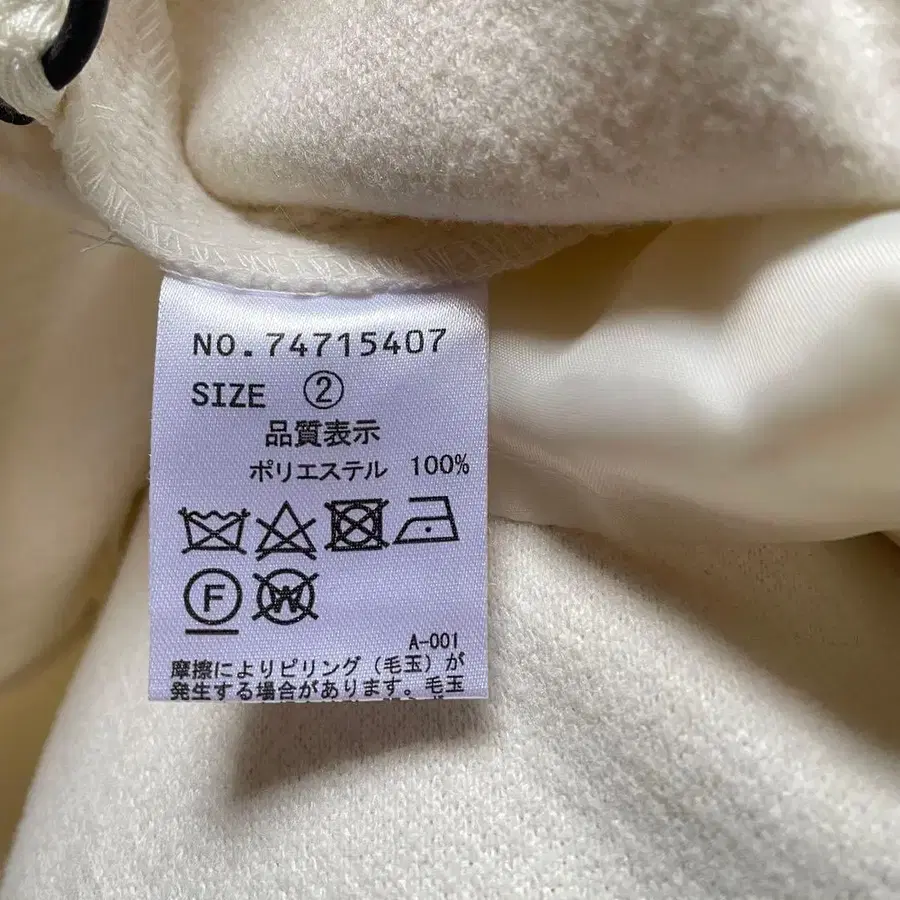 NO.74715407
SIZE ②
品質表示
ポリエステル 100%
F
W
A-001
摩擦によりピリング(毛玉)が
発生する場合があります。毛玉